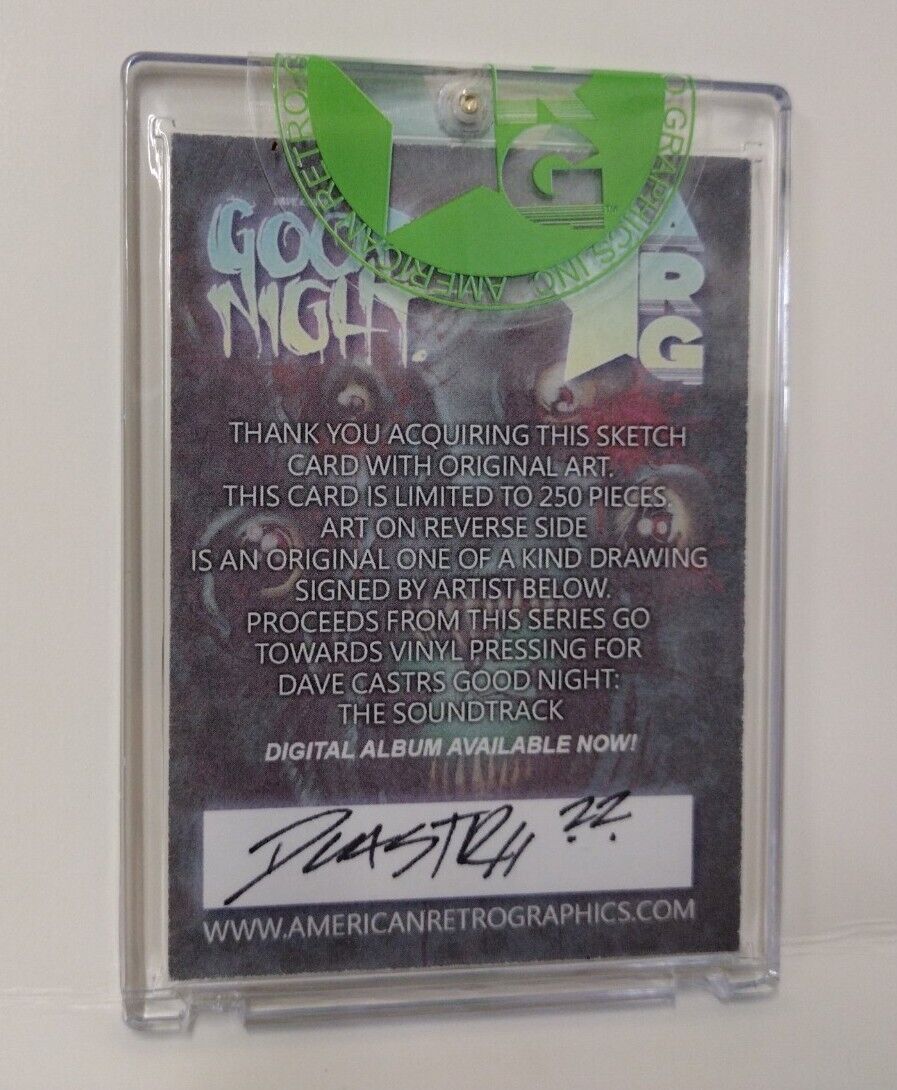 GOOD
NIGHT.
ARG
G
AMERICAN RETRO GRAPHICS, INC.
THANK YOU ACQUIRING THIS SKETCH
CARD WITH ORIGINAL ART.
THIS CARD IS LIMITED TO 250 PIECES.
ART ON REVERSE SIDE
IS AN ORIGINAL ONE OF A KIND DRAWING
SIGNED BY ARTIST BELOW.
PROCEEDS FROM THIS SERIES GO
TOWARDS VINYL PRESSING FOR
DAVE CASTRS GOOD NIGHT:
THE SOUNDTRACK
DIGITAL ALBUM AVAILABLE NOW!
22
WWW.AMERICANRETROGRAPHICS.COM